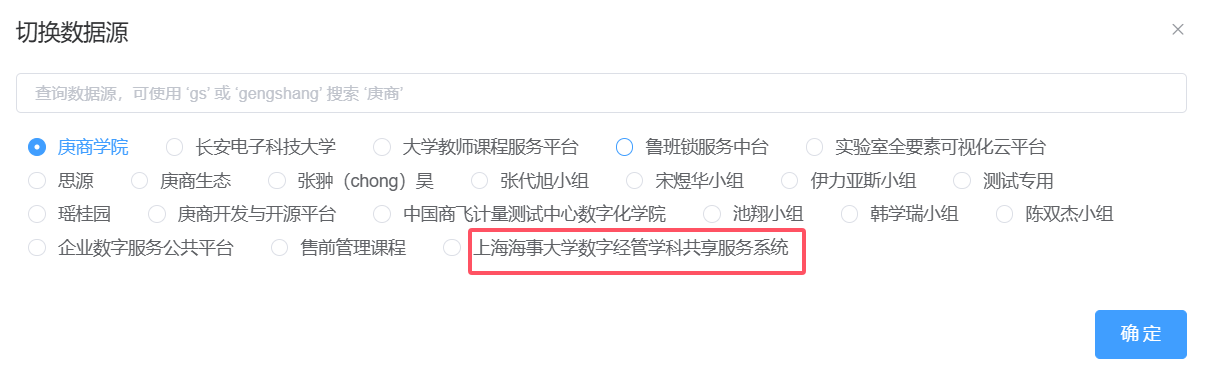 切换数据源
查询数据源，可使用 'gs' 或 'gengshang' 搜索 '庚商'
庚商学院 长安电子科技大学 大学教师课程服务平台 鲁班锁服务中台 实验室全要素可视化云平台
思源 庚商生态 张翀（chong）昊 张代旭小组 宋煜华小组 伊力亚斯小组 测试专用
瑶桂园 庚商开发与开源平台 中国商飞计量测试中心数字化学院 池翔小组 韩学瑞小组 陈双杰小组
企业数字服务公共平台 售前管理课程 上海海事大学数字经管学科共享服务系统
确定